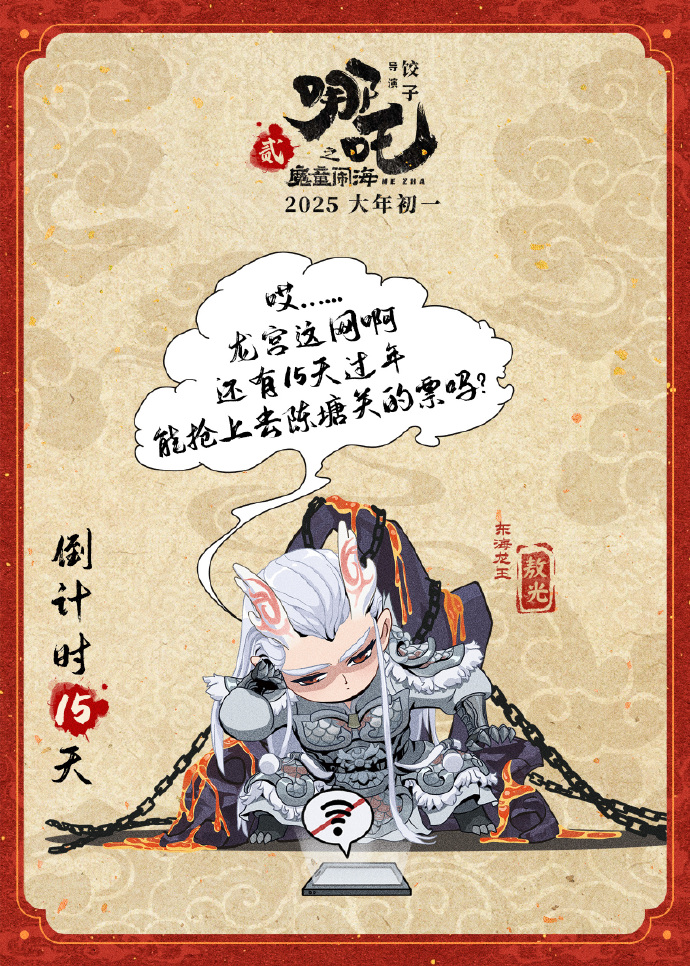 导演
饺子
哪吒
之
贰
魔童闹海
NE ZHA
2025 大年初一
哎……
龙宫这网啊
还有15天过年
能抢上去陈塘关的票吗？
东海龙王
敖光
倒计时
15
天